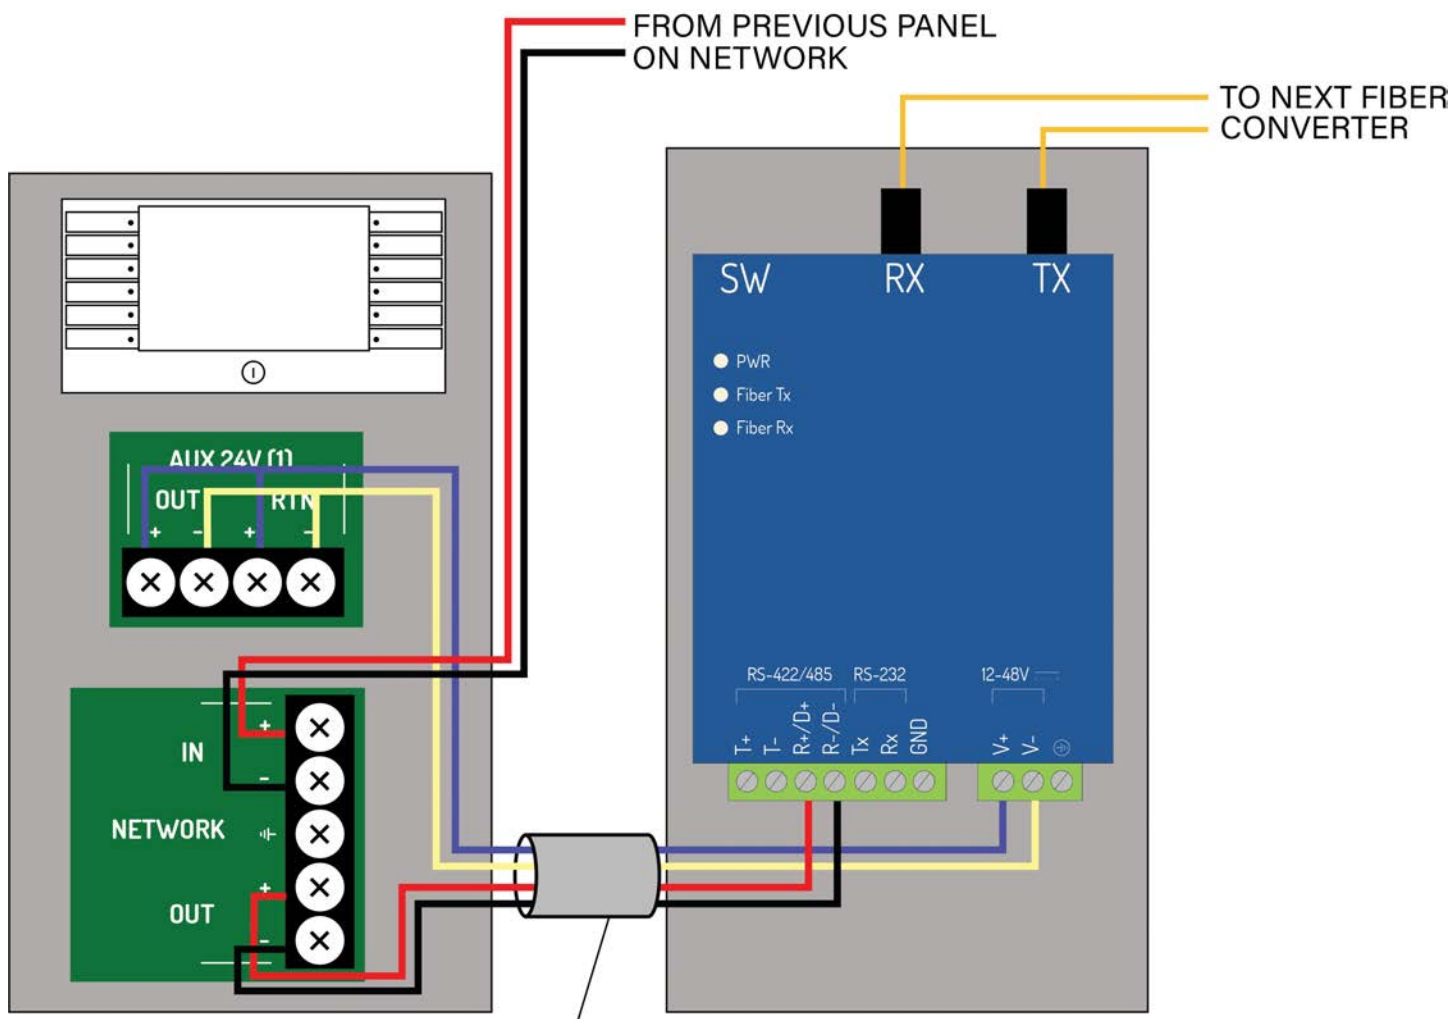 FROM PREVIOUS PANEL
ON NETWORK
TO NEXT FIBER
CONVERTER
SW RX TX
PWR
Fiber Tx
Fiber Rx
AUX 24V (1)
OUT RTN
+ - + -
RS-422/485 RS-232 12-48V
T+ T- R+/D+ R-/D- Tx Rx GND V+ V-
+
IN
-
NETWORK
+
OUT
-